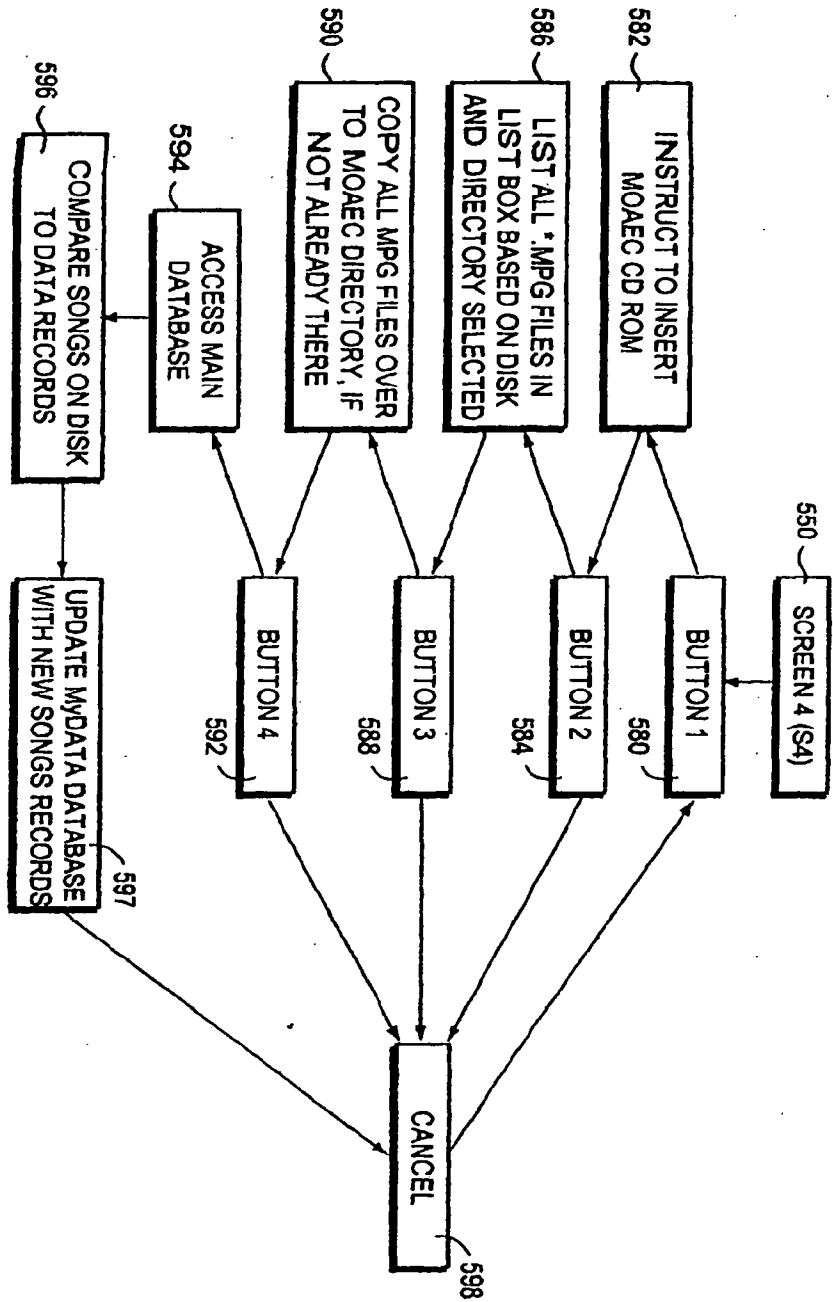 550
SCREEN 4 (S4)
BUTTON 1
580
582
INSTRUCT TO INSERT
MOAEC CD ROM
BUTTON 2
584
586
LIST ALL *.MPG FILES IN
LIST BOX BASED ON DISK
AND DIRECTORY SELECTED
BUTTON 3
588
590
COPY ALL MPG FILES OVER
TO MOAEC DIRECTORY, IF
NOT ALREADY THERE
BUTTON 4
592
594
ACCESS MAIN
DATABASE
596
COMPARE SONGS ON DISK
TO DATA RECORDS
UPDATE MyDATA DATABASE
WITH NEW SONGS RECORDS
597
CANCEL
598